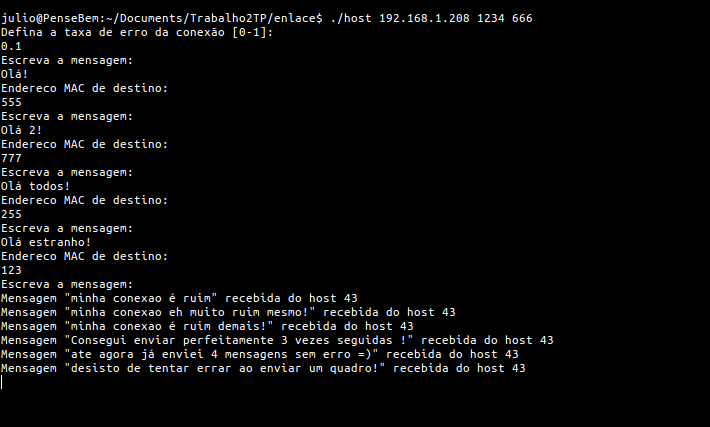 julio@PenseBem:~/Documents/Trabalho2TP/enlace$ ./host 192.168.1.208 1234 666
Defina a taxa de erro da conexão [0-1]:
0.1
Escreva a mensagem:
Olá!
Endereco MAC de destino:
555
Escreva a mensagem:
Olá 2!
Endereco MAC de destino:
777
Escreva a mensagem:
Olá todos!
Endereco MAC de destino:
255
Escreva a mensagem:
Olá estranho!
Endereco MAC de destino:
123
Escreva a mensagem:
Mensagem "minha conexao é ruim" recebida do host 43
Mensagem "minha conexao eh muito ruim mesmo!" recebida do host 43
Mensagem "minha conexao é ruim demais!" recebida do host 43
Mensagem "Consegui enviar perfeitamente 3 vezes seguidas !" recebida do host 43
Mensagem "ate agora já enviei 4 mensagens sem erro =)" recebida do host 43
Mensagem "desisto de tentar errar ao enviar um quadro!" recebida do host 43